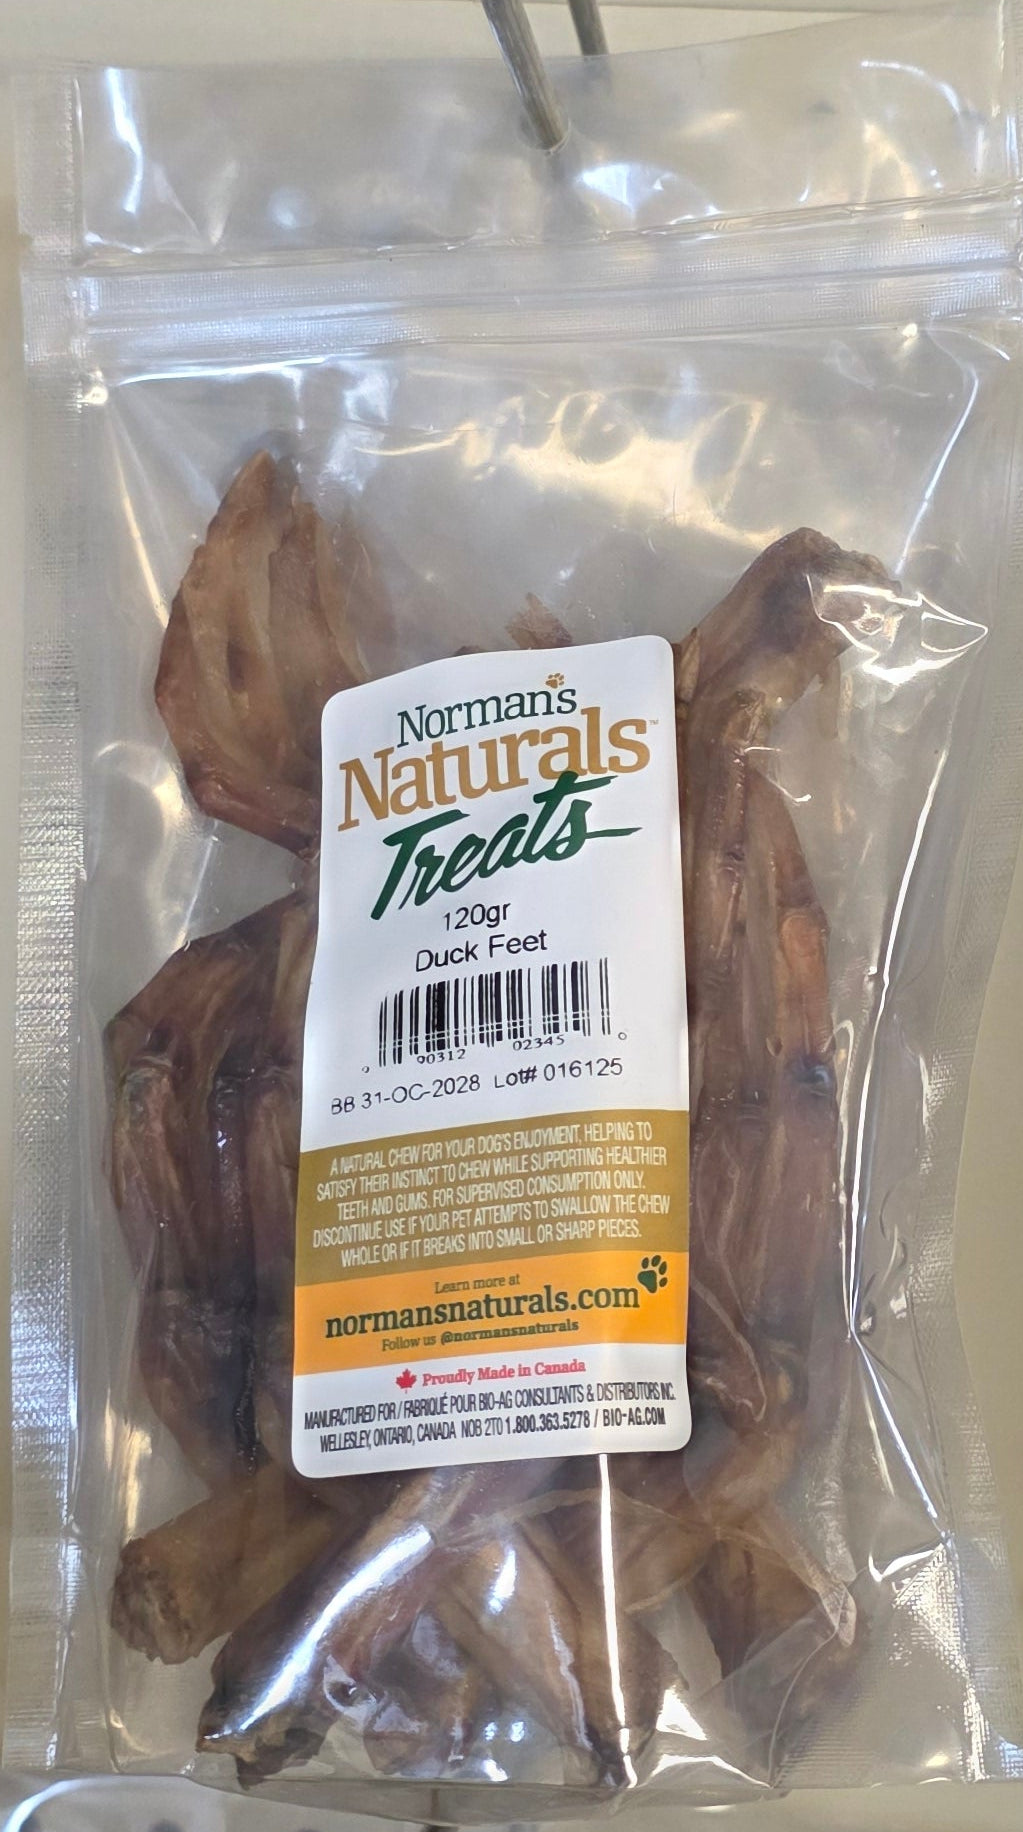 Norman's
Naturals™
Treats
120gr
Duck Feet
9 00312 02345 0
BB 31-OC-2028 Lot# 016125
A NATURAL CHEW FOR YOUR DOG'S ENJOYMENT, HELPING TO
SATISFY THEIR INSTINCT TO CHEW WHILE SUPPORTING HEALTHIER
TEETH AND GUMS. FOR SUPERVISED CONSUMPTION ONLY.
DISCONTINUE USE IF YOUR PET ATTEMPTS TO SWALLOW THE CHEW
WHOLE OR IF IT BREAKS INTO SMALL OR SHARP PIECES.
Learn more at
normansnaturals.com
Follow us @normansnaturals
Proudly Made in Canada
MANUFACTURED FOR / FABRIQUÉ POUR BIO-AG CONSULTANTS & DISTRIBUTORS INC.
WELLESLEY, ONTARIO, CANADA N0B 2T0 1.800.363.5278 / BIO-AG.COM